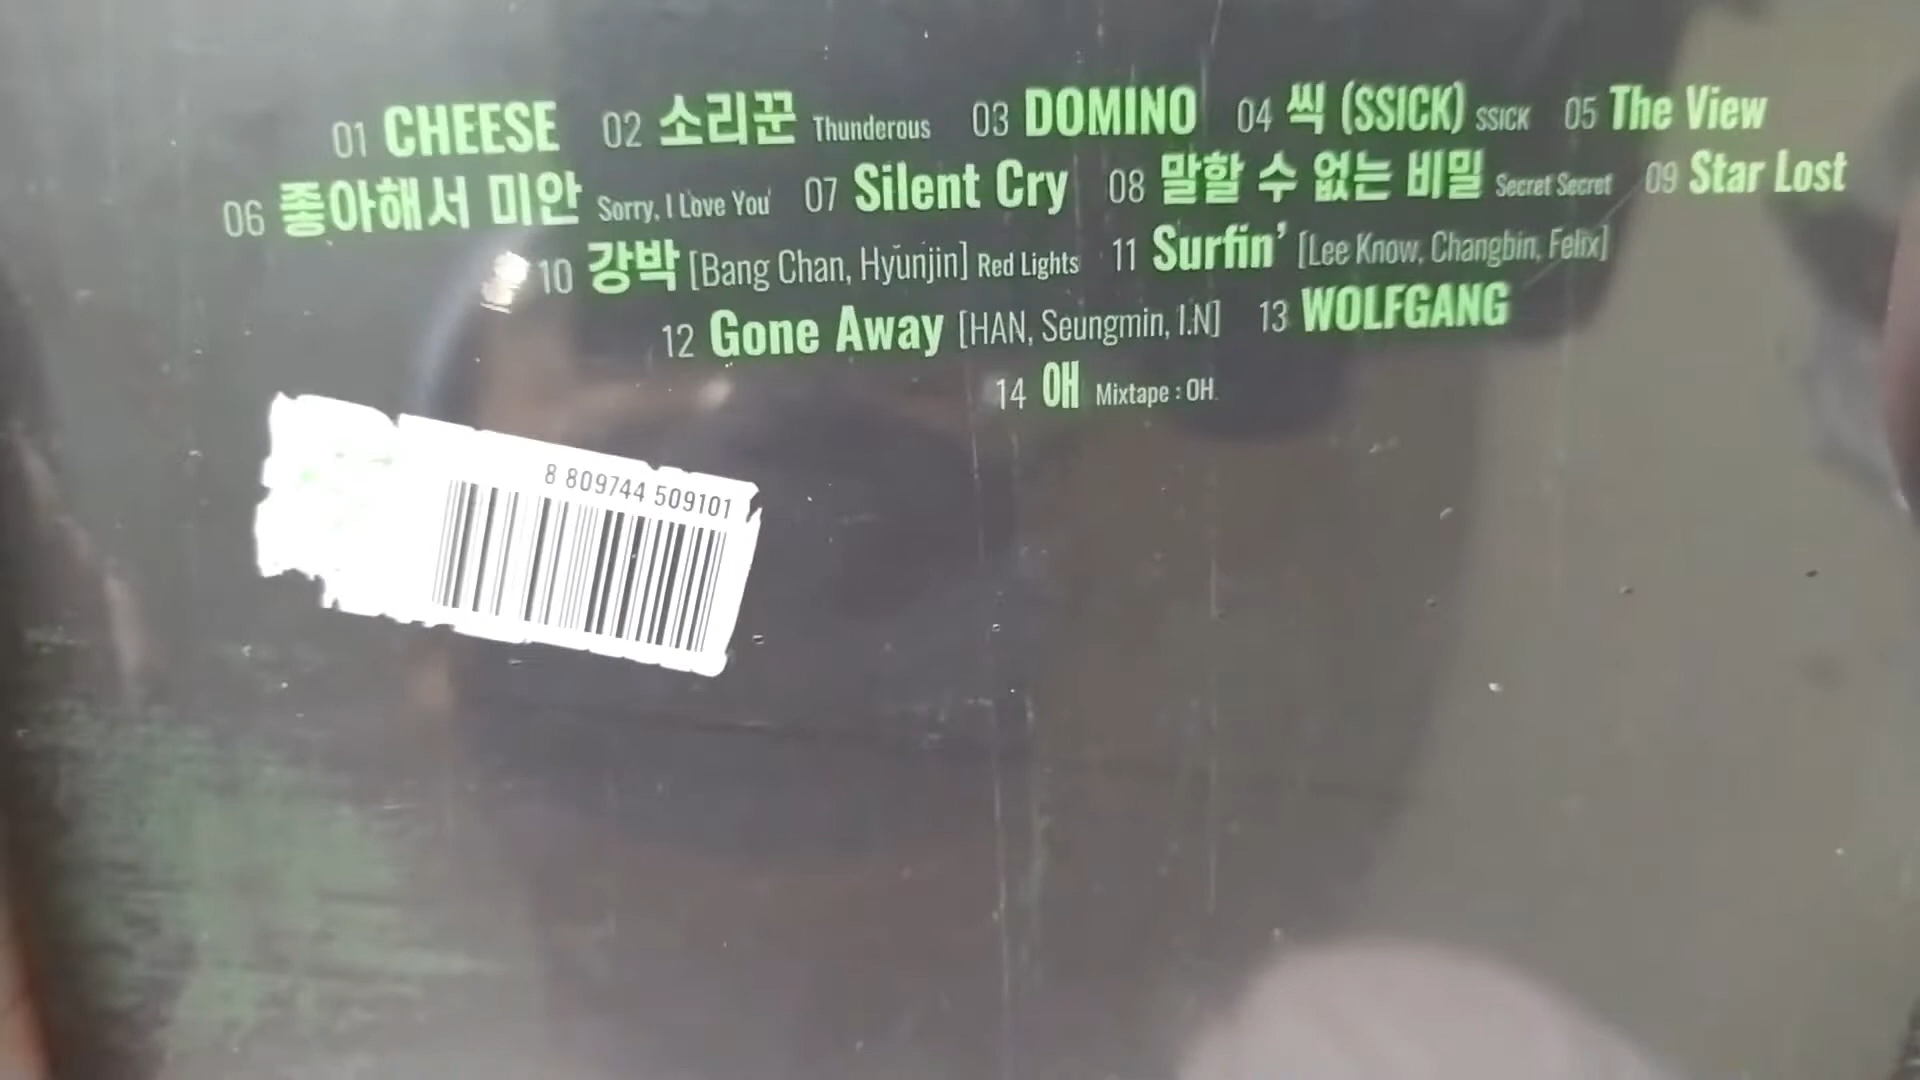 01 CHEESE 02 소리꾼 Thunderous 03 DOMINO 04 씩 (SSICK) SSICK 05 The View
06 좋아해서 미안 Sorry, I Love You 07 Silent Cry 08 말할 수 없는 비밀 Secret Secret 09 Star Lost
10 강박 [Bang Chan, Hyunjin] Red Lights 11 Surfin' [Lee Know, Changbin, Felix]
12 Gone Away [HAN, Seungmin, I.N] 13 WOLFGANG
14 OH Mixtape : OH
8 809744 509101